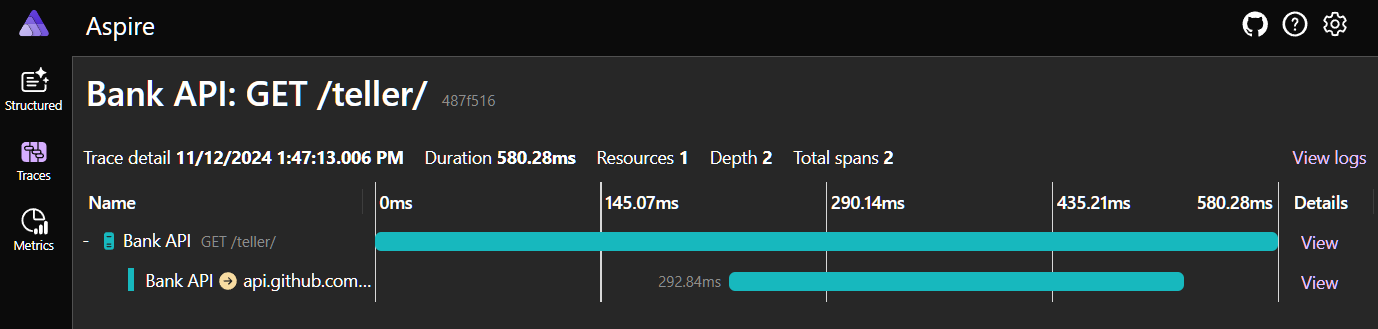 Aspire
Structured
Traces
Metrics
Bank API: GET /teller/ 487f516
Trace detail 11/12/2024 1:47:13.006 PM Duration 580.28ms Resources 1 Depth 2 Total spans 2 View logs
Name 0ms 145.07ms 290.14ms 435.21ms 580.28ms Details
- Bank API GET /teller/ View
Bank API api.github.com... 292.84ms View